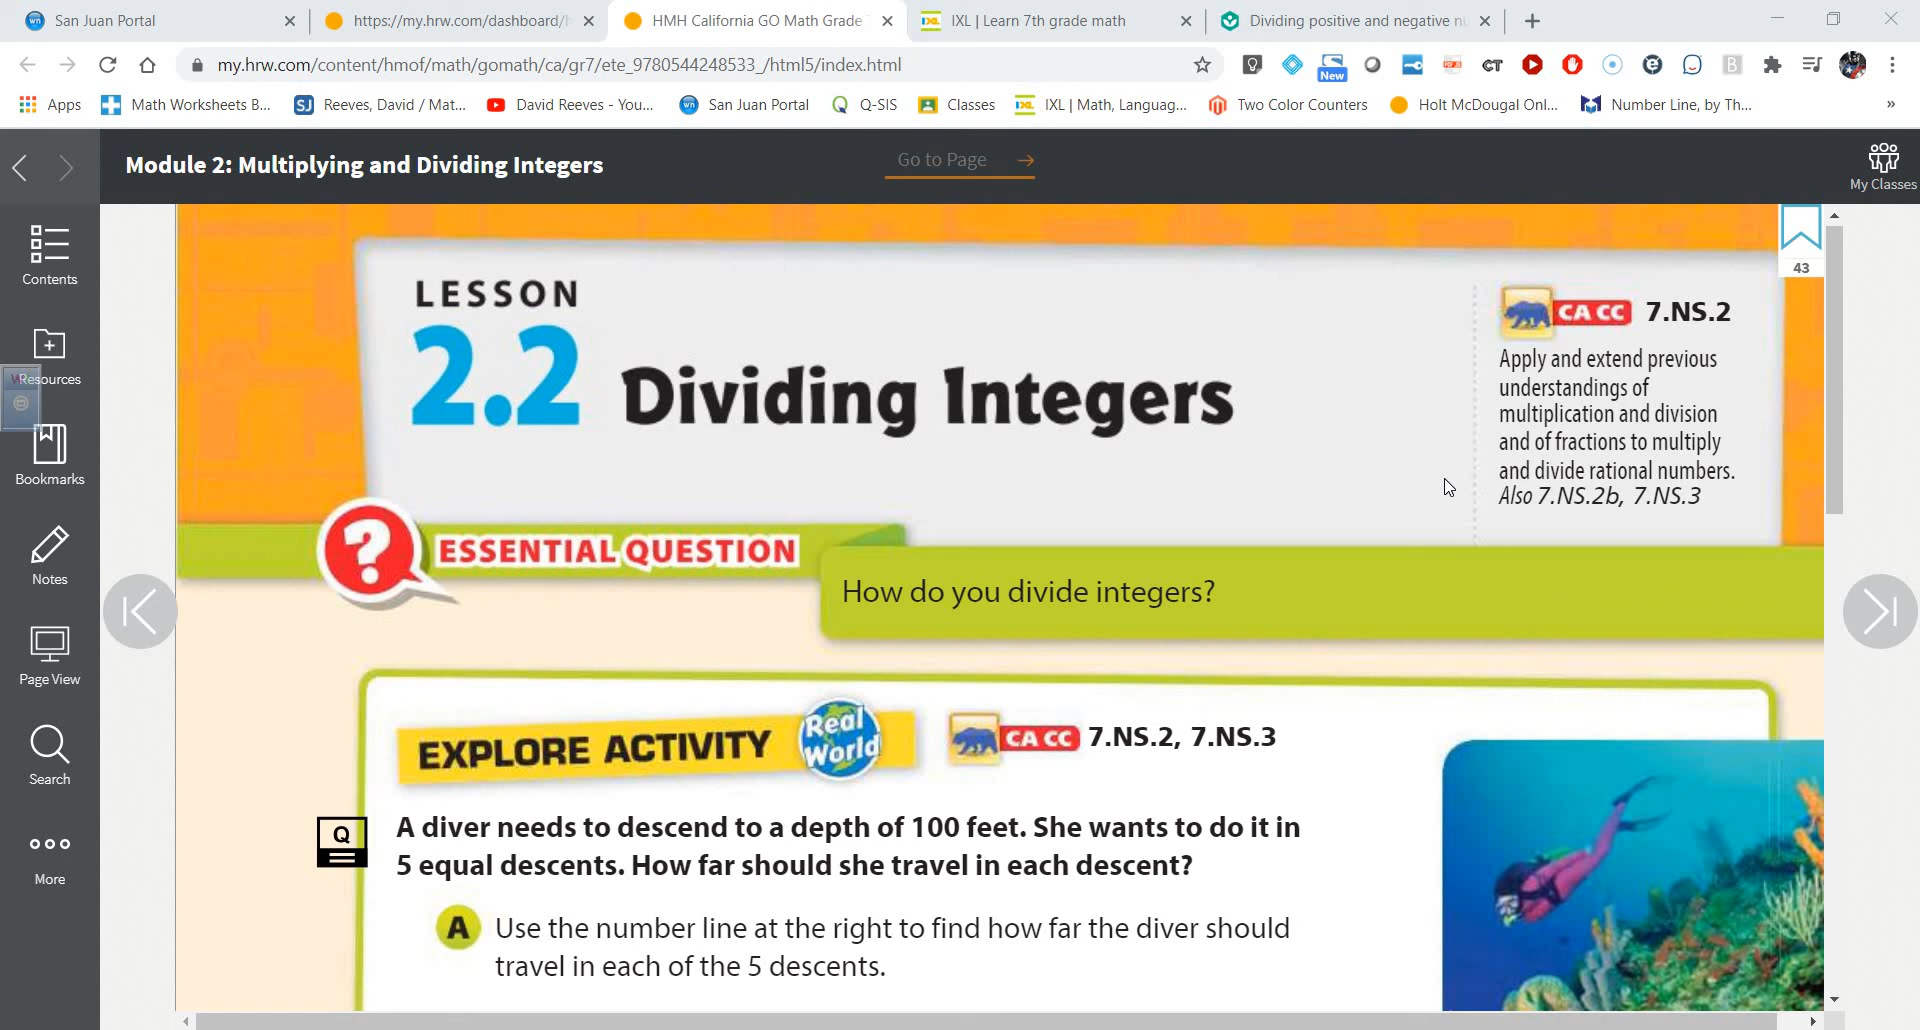 San Juan Portal
https://my.hrw.com/dashboard/
HMH California GO Math Grade
IXL | Learn 7th grade math
Dividing positive and negative n
my.hrw.com/content/hmof/math/gomath/ca/gr7/ete_9780544248533_/html5/index.html
New
CT
Apps
Math Worksheets B...
Reeves, David / Mat...
David Reeves - You...
San Juan Portal
Q-SIS
Classes
IXL | Math, Languag...
Two Color Counters
Holt McDougal Onl...
Number Line, by Th...
»
Module 2: Multiplying and Dividing Integers
Go to Page
My Classes
Contents
Resources
Bookmarks
Notes
Page View
Search
More
43
LESSON
2.2 Dividing Integers
CA CC 7.NS.2
Apply and extend previous
understandings of
multiplication and division
and of fractions to multiply
and divide rational numbers.
Also 7.NS.2b, 7.NS.3
? ESSENTIAL QUESTION
How do you divide integers?
EXPLORE ACTIVITY Real World CA CC 7.NS.2, 7.NS.3
Q
A diver needs to descend to a depth of 100 feet. She wants to do it in
5 equal descents. How far should she travel in each descent?
A Use the number line at the right to find how far the diver should
travel in each of the 5 descents.